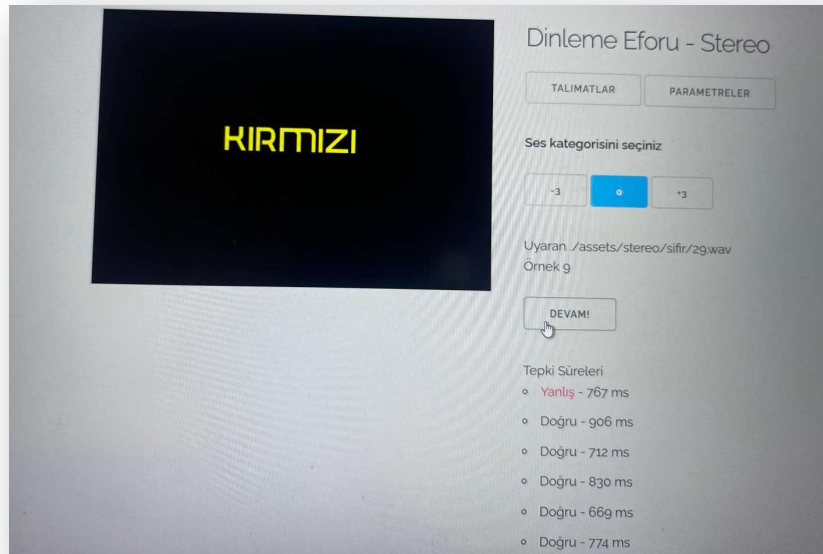 KIRMIZI
Dinleme Eforu - Stereo
TALIMATLAR
PARAMETRELER
Ses kategorisini seçiniz
-3
0
+3
Uyaran ./assets/stereo/sifir/29.wav
Örnek 9
DEVAM!
Tepki Süreleri
Yanlış - 767 ms
Doğru - 906 ms
Doğru - 712 ms
Doğru - 830 ms
Doğru - 669 ms
Doğru - 774 ms